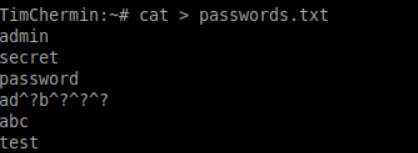 TimChermin:~# cat > passwords.txt
admin
secret
password
ad^?b^?^?^?
abc
test